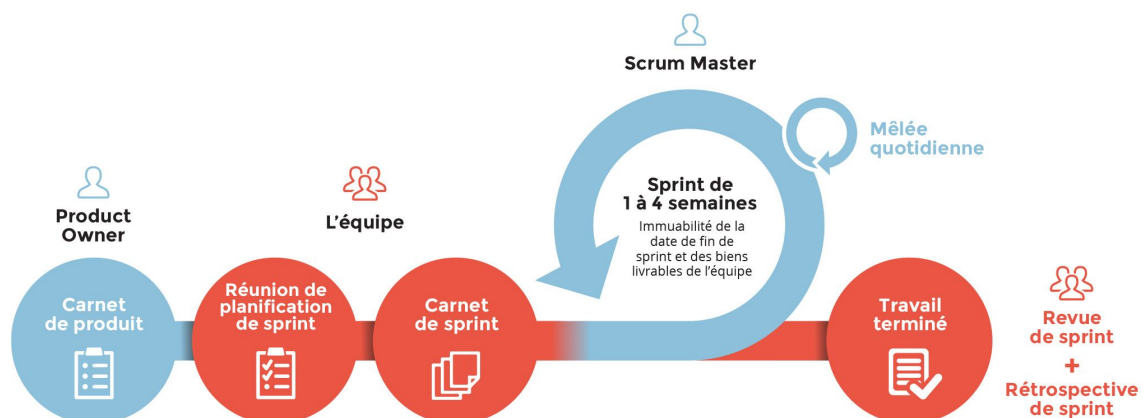 Scrum Master
Mêlée
quotidienne
Product
Owner
L'équipe
Sprint de
1 à 4 semaines
Immuabilité de la
date de fin de
sprint et des biens
livrables de l'équipe
Carnet
de produit
Réunion de
planification
de sprint
Carnet
de sprint
Travail
terminé
Revue
de sprint
+
Rétrospective
de sprint